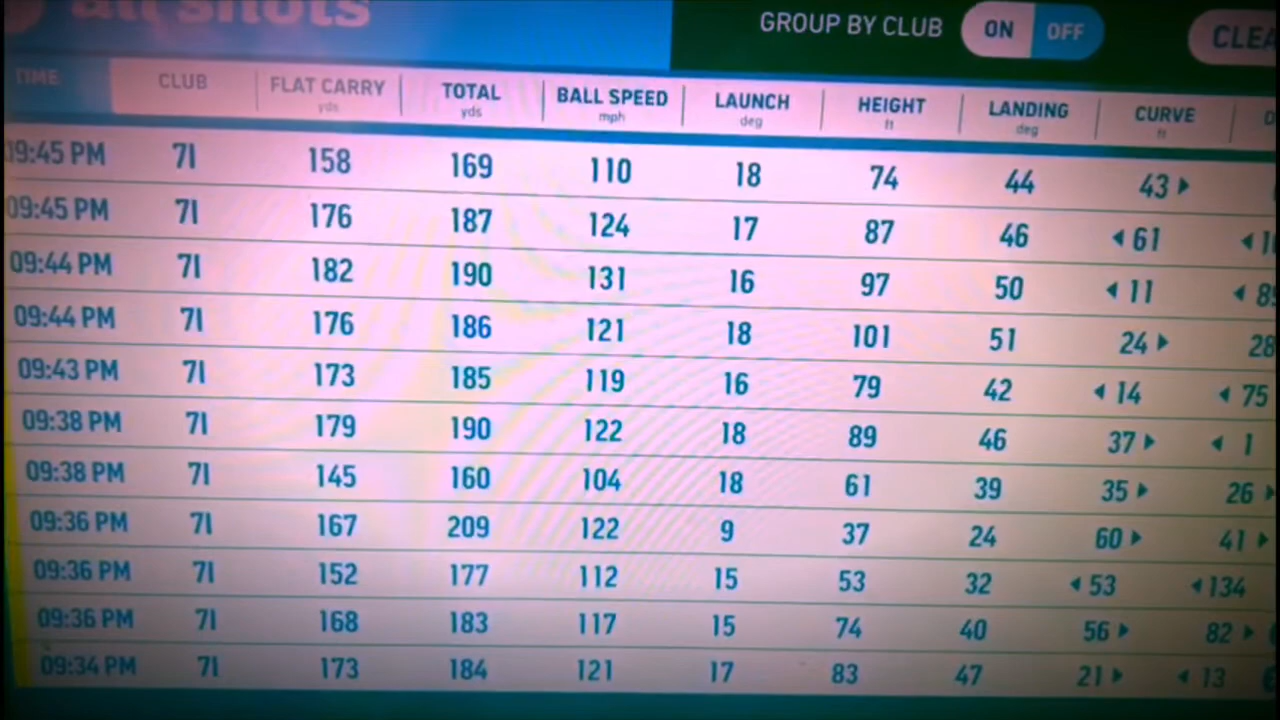 all shots GROUP BY CLUB ON OFF
TIME CLUB FLAT CARRY TOTAL BALL SPEED LAUNCH HEIGHT LANDING CURVE
yds yds mph deg ft deg ft
09:45 PM 7I 158 169 110 18 74 44 43 ▶
09:45 PM 7I 176 187 124 17 87 46 ◀ 61
09:44 PM 7I 182 190 131 16 97 50 ◀ 11
09:44 PM 7I 176 186 121 18 101 51 24 ▶ 28
09:43 PM 7I 173 185 119 16 79 42 ◀ 14 ◀ 75
09:38 PM 7I 179 190 122 18 89 46 37 ▶ ◀ 1
09:38 PM 7I 145 160 104 18 61 39 35 ▶ 26 ▶
09:36 PM 7I 167 209 122 9 37 24 60 ▶ 41 ▶
09:36 PM 7I 152 177 112 15 53 32 ◀ 53 ◀ 134
09:36 PM 7I 168 183 117 15 74 40 56 ▶ 82 ▶
09:34 PM 7I 173 184 121 17 83 47 21 ▶ ◀ 13